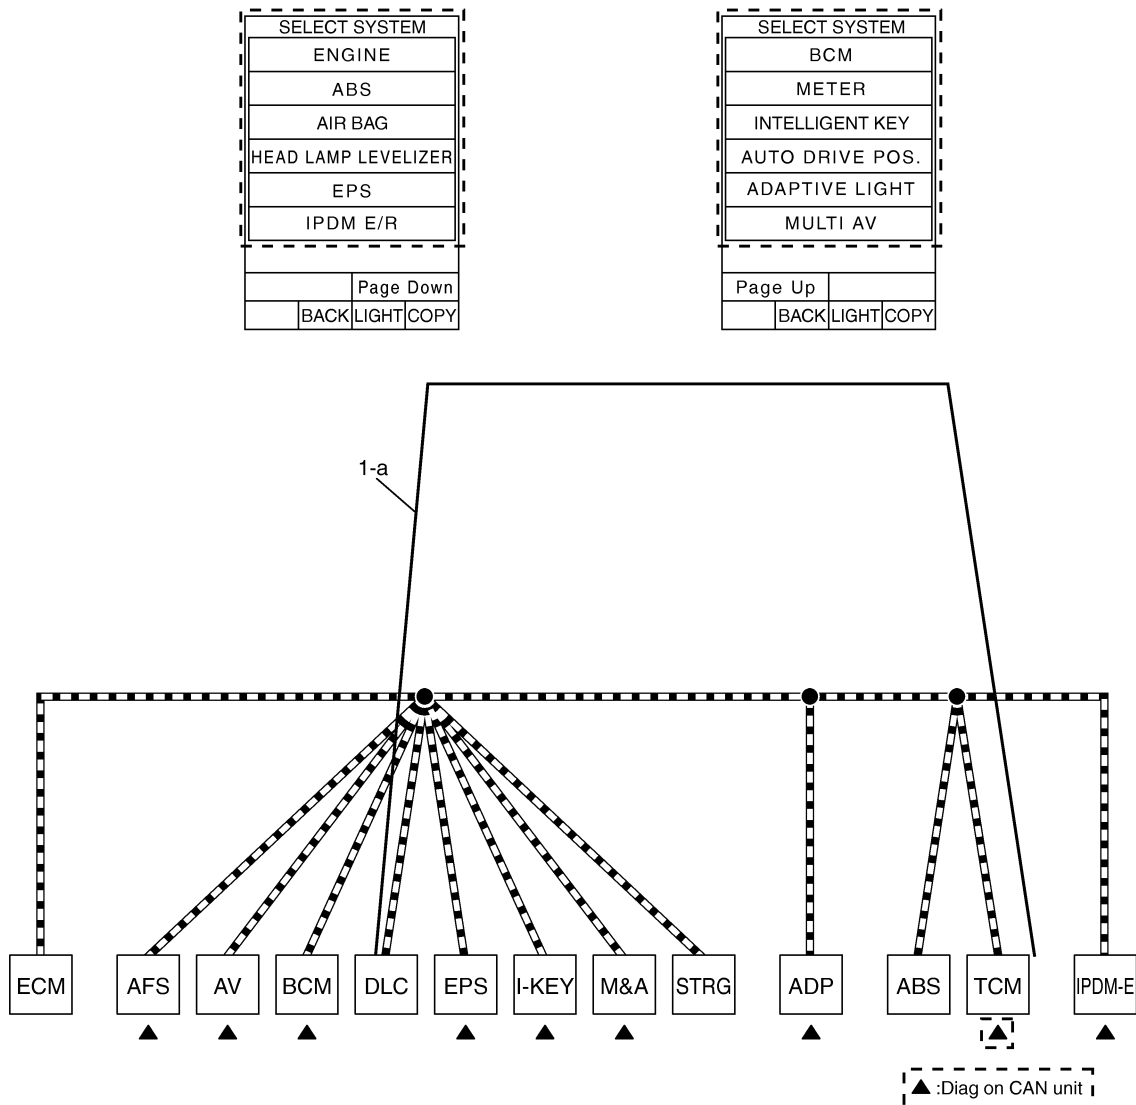 SELECT SYSTEM
ENGINE
ABS
AIR BAG
HEAD LAMP LEVELIZER
EPS
IPDM E/R
Page Down
BACK LIGHT COPY
SELECT SYSTEM
BCM
METER
INTELLIGENT KEY
AUTO DRIVE POS.
ADAPTIVE LIGHT
MULTI AV
Page Up
BACK LIGHT COPY
1-a
ECM AFS AV BCM DLC EPS I-KEY M&A STRG ADP ABS TCM IPDM-E
▲ :Diag on CAN unit